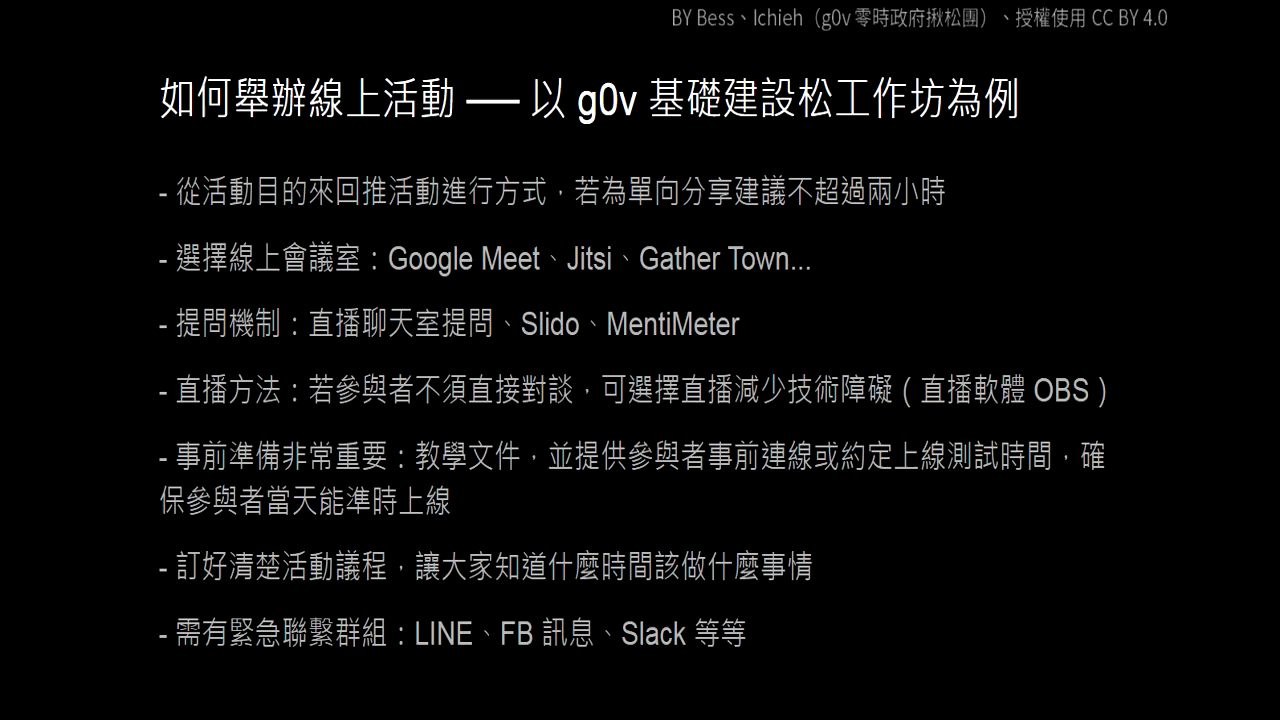 BY Bess、Ichieh（g0v 零時政府揪松團）、授權使用 CC BY 4.0
如何舉辦線上活動 —— 以 g0v 基礎建設松工作坊為例
- 從活動目的來回推活動進行方式，若為單向分享建議不超過兩小時
- 選擇線上會議室：Google Meet、Jitsi、Gather Town...
- 提問機制：直播聊天室提問、Slido、MentiMeter
- 直播方法：若參與者不須直接對談，可選擇直播減少技術障礙（直播軟體 OBS）
- 事前準備非常重要：教學文件，並提供參與者事前連線或約定上線測試時間，確
保參與者當天能準時上線
- 訂好清楚活動議程，讓大家知道什麼時間該做什麼事情
- 需有緊急聯繫群組：LINE、FB 訊息、Slack 等等